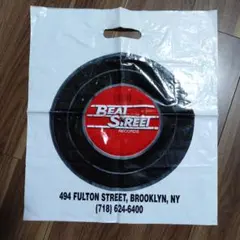 BEAT
STREET
RECORDS
494 FULTON STREET, BROOKLYN, NY
(718) 624-6400